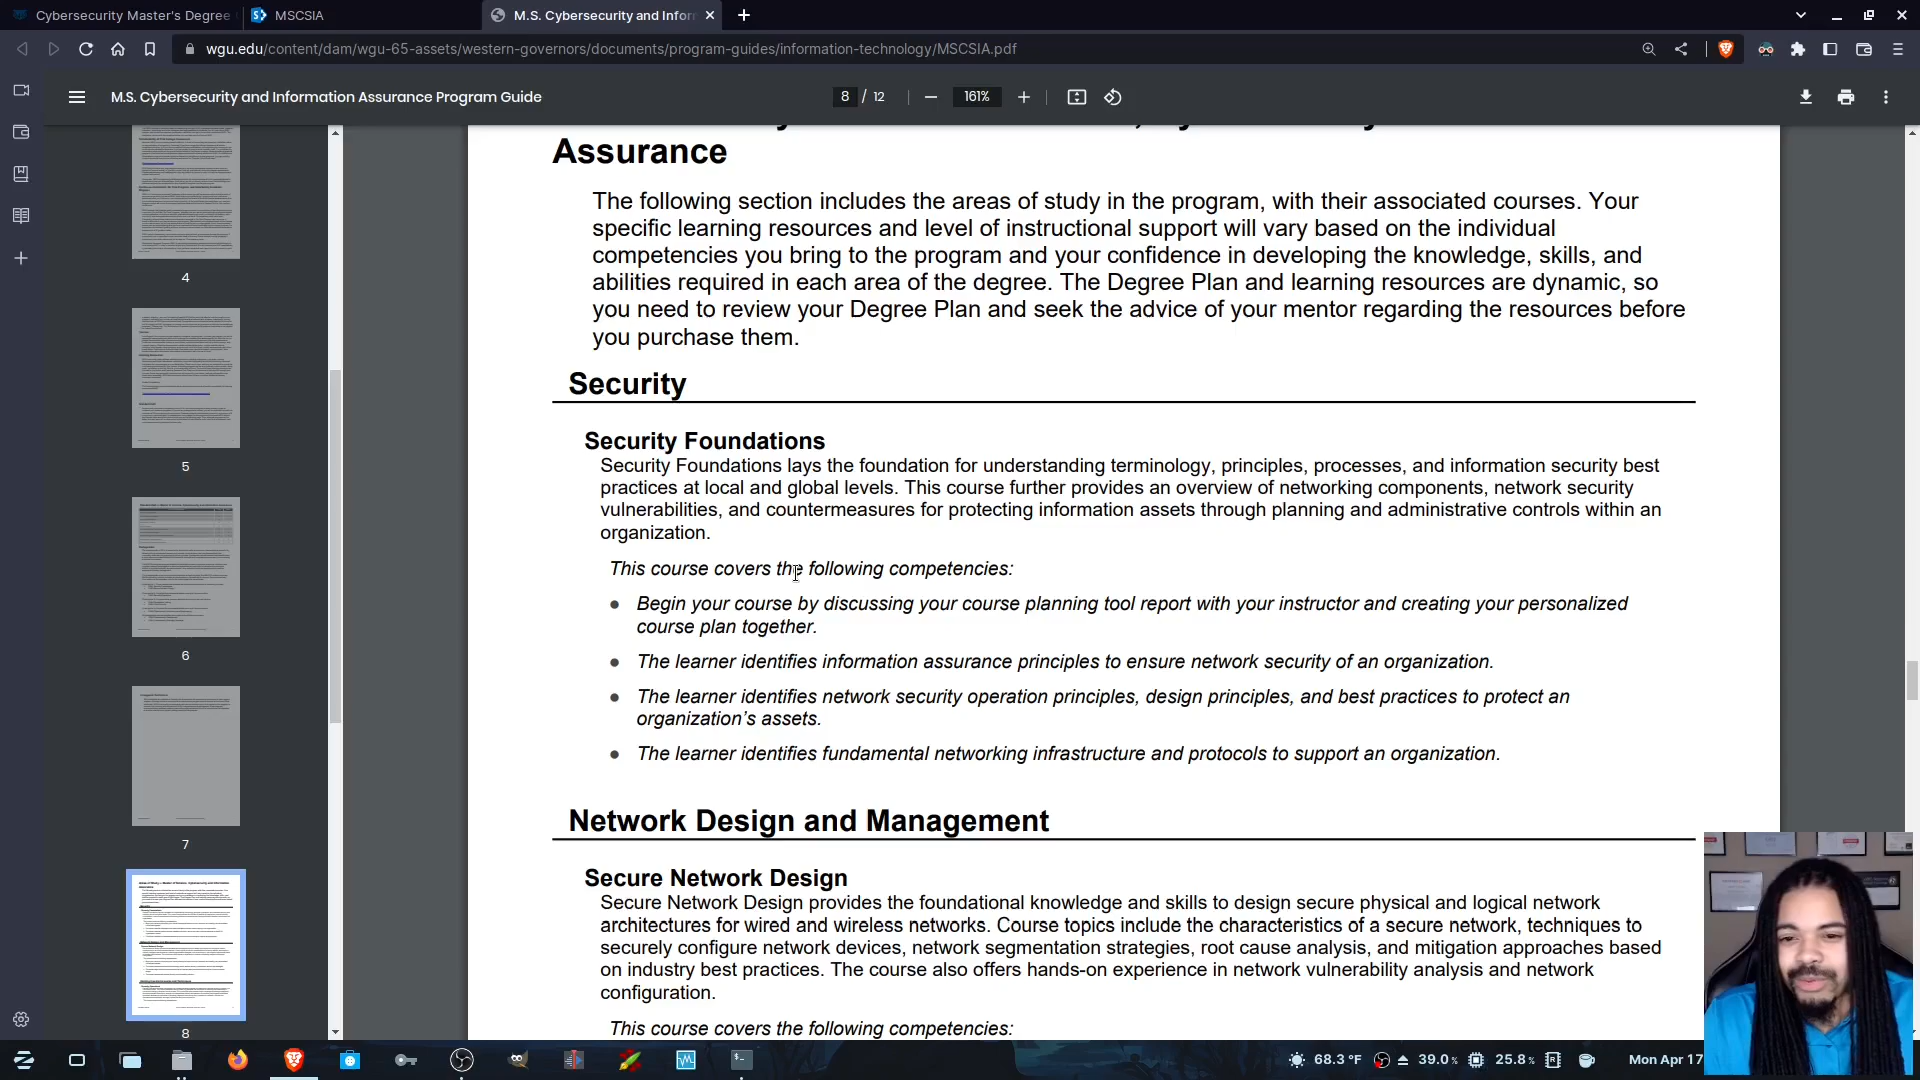 Cybersecurity Master's Degree
MSCSIA
M.S. Cybersecurity and Infor
wgu.edu/content/dam/wgu-65-assets/western-governors/documents/program-guides/information-technology/MSCSIA.pdf
M.S. Cybersecurity and Information Assurance Program Guide
8 / 12
161%
Assurance
The following section includes the areas of study in the program, with their associated courses. Your
specific learning resources and level of instructional support will vary based on the individual
competencies you bring to the program and your confidence in developing the knowledge, skills, and
abilities required in each area of the degree. The Degree Plan and learning resources are dynamic, so
you need to review your Degree Plan and seek the advice of your mentor regarding the resources before
you purchase them.
Security
Security Foundations
Security Foundations lays the foundation for understanding terminology, principles, processes, and information security best
practices at local and global levels. This course further provides an overview of networking components, network security
vulnerabilities, and countermeasures for protecting information assets through planning and administrative controls within an
organization.
This course covers the following competencies:
● Begin your course by discussing your course planning tool report with your instructor and creating your personalized
course plan together.
● The learner identifies information assurance principles to ensure network security of an organization.
● The learner identifies network security operation principles, design principles, and best practices to protect an
organization's assets.
● The learner identifies fundamental networking infrastructure and protocols to support an organization.
Network Design and Management
Secure Network Design
Secure Network Design provides the foundational knowledge and skills to design secure physical and logical network
architectures for wired and wireless networks. Course topics include the characteristics of a secure network, techniques to
securely configure network devices, network segmentation strategies, root cause analysis, and mitigation approaches based
on industry best practices. The course also offers hands-on experience in network vulnerability analysis and network
configuration.
This course covers the following competencies:
4
5
6
7
8
68.3 °F
39.0%
25.8%
Mon Apr 17